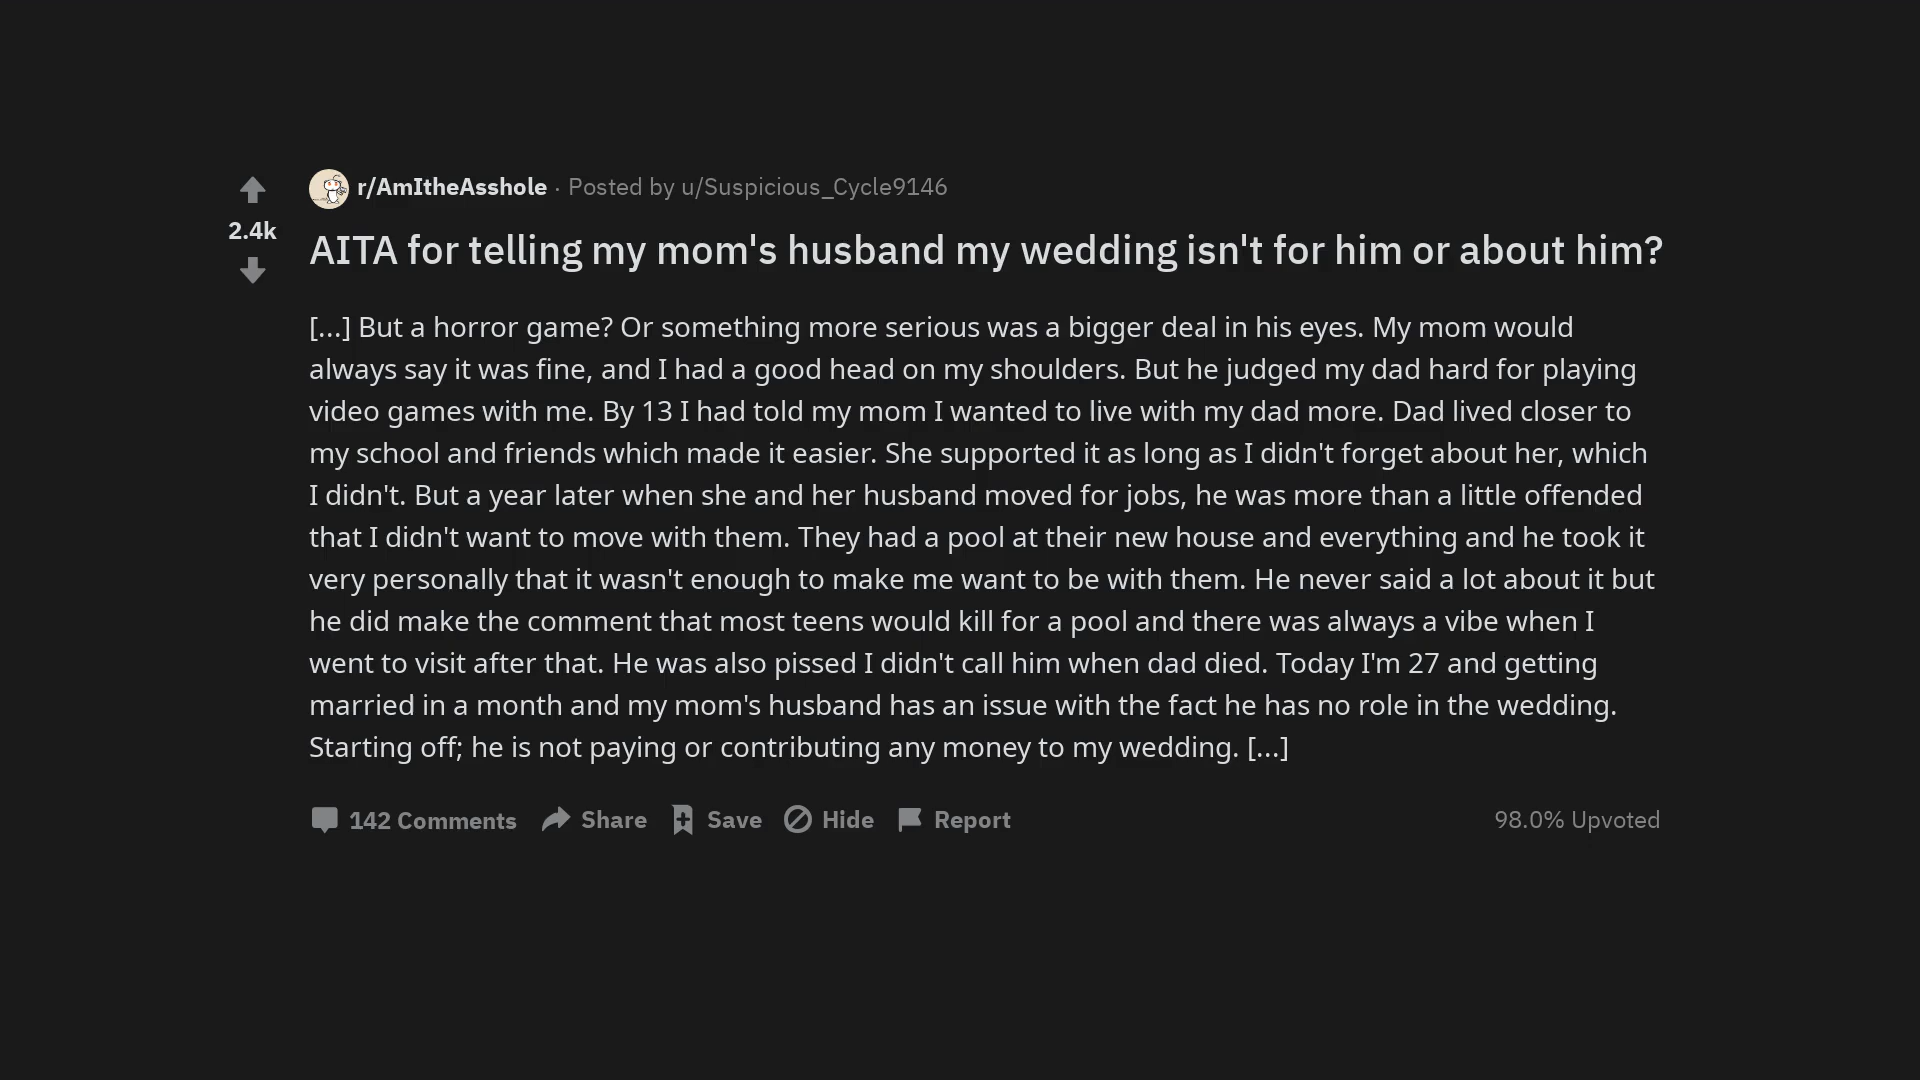 r/AmItheAsshole · Posted by u/Suspicious_Cycle9146
2.4k
AITA for telling my mom's husband my wedding isn't for him or about him?
[...] But a horror game? Or something more serious was a bigger deal in his eyes. My mom would
always say it was fine, and I had a good head on my shoulders. But he judged my dad hard for playing
video games with me. By 13 I had told my mom I wanted to live with my dad more. Dad lived closer to
my school and friends which made it easier. She supported it as long as I didn't forget about her, which
I didn't. But a year later when she and her husband moved for jobs, he was more than a little offended
that I didn't want to move with them. They had a pool at their new house and everything and he took it
very personally that it wasn't enough to make me want to be with them. He never said a lot about it but
he did make the comment that most teens would kill for a pool and there was always a vibe when I
went to visit after that. He was also pissed I didn't call him when dad died. Today I'm 27 and getting
married in a month and my mom's husband has an issue with the fact he has no role in the wedding.
Starting off; he is not paying or contributing any money to my wedding. [...]
142 Comments Share Save Hide Report 98.0% Upvoted